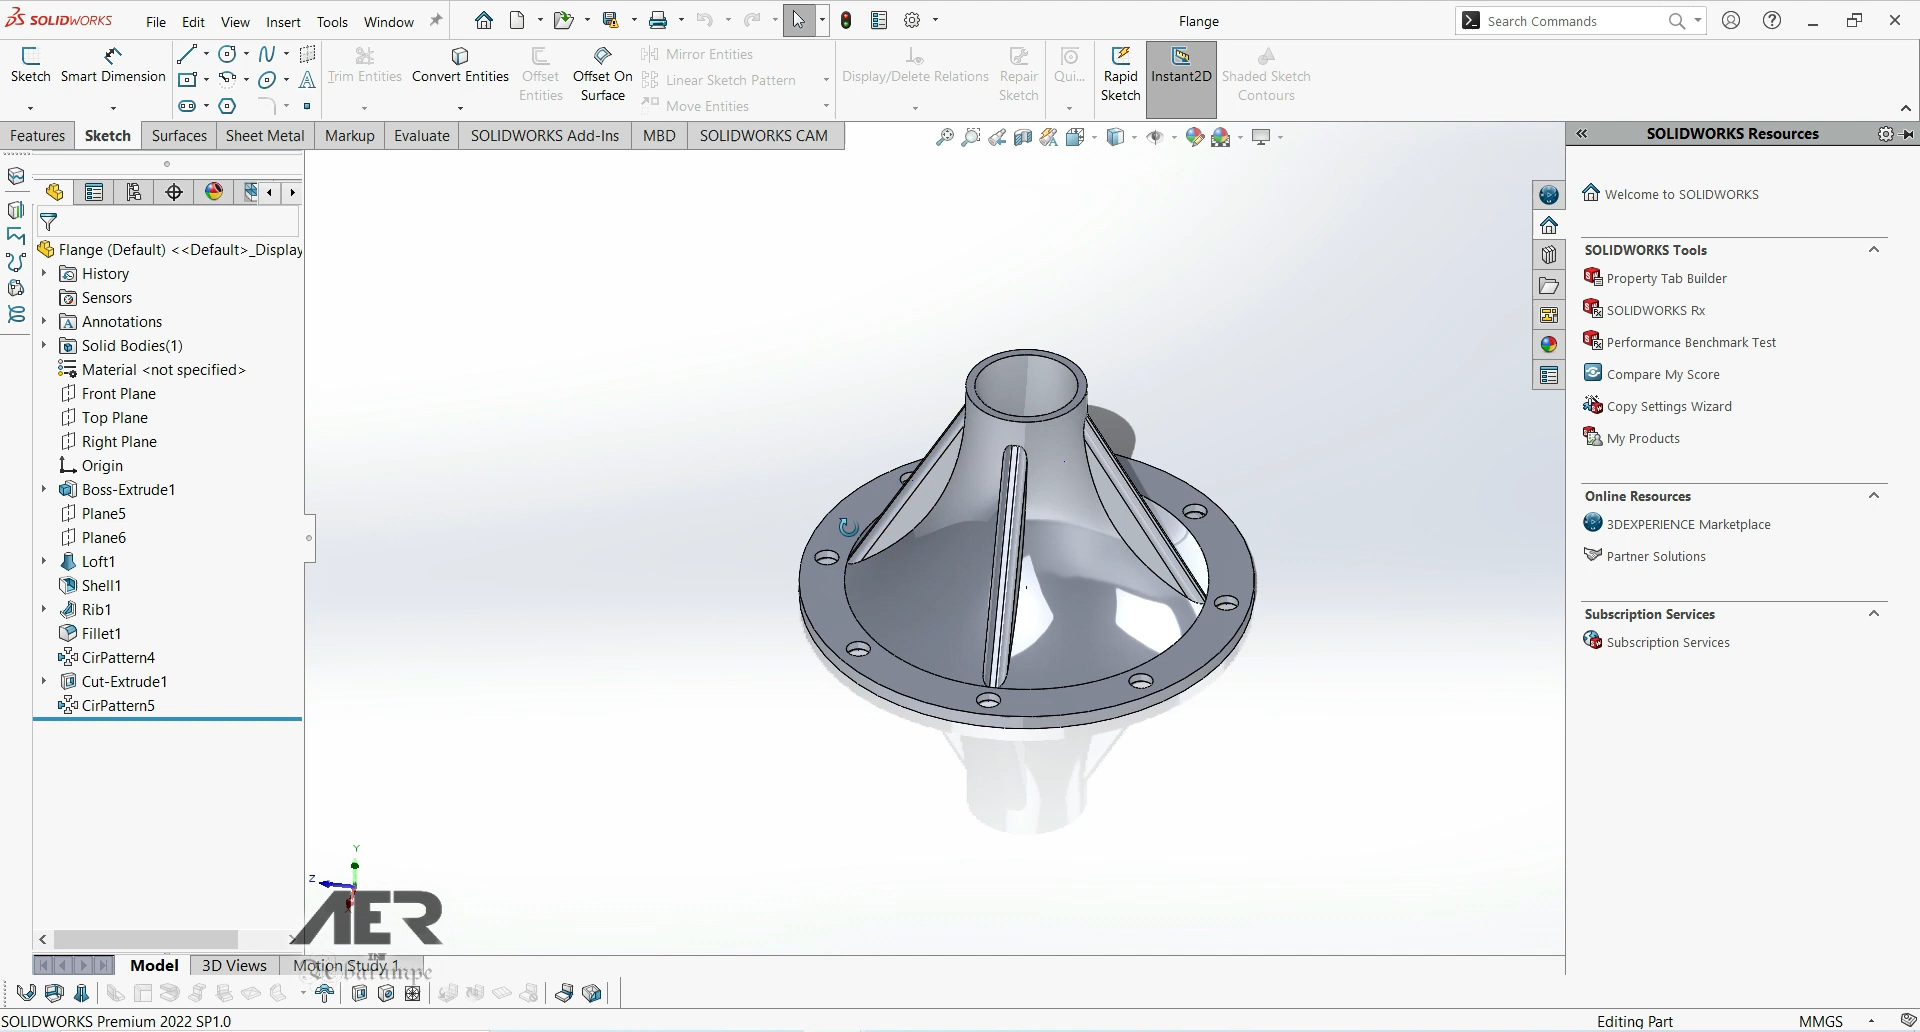 SOLIDWORKS
File Edit View Insert Tools Window
Flange
Search Commands
Sketch
Smart Dimension
Trim Entities
Convert Entities
Offset Entities
Offset On Surface
Mirror Entities
Linear Sketch Pattern
Move Entities
Display/Delete Relations
Repair Sketch
Qui...
Rapid Sketch
Instant2D
Shaded Sketch Contours
Features Sketch Surfaces Sheet Metal Markup Evaluate SOLIDWORKS Add-Ins MBD SOLIDWORKS CAM
SOLIDWORKS Resources
Flange (Default) <<Default>_Display
History
Sensors
Annotations
Solid Bodies(1)
Material <not specified>
Front Plane
Top Plane
Right Plane
Origin
Boss-Extrude1
Plane5
Plane6
Loft1
Shell1
Rib1
Fillet1
CirPattern4
Cut-Extrude1
CirPattern5
Welcome to SOLIDWORKS
SOLIDWORKS Tools
Property Tab Builder
SOLIDWORKS Rx
Performance Benchmark Test
Compare My Score
Copy Settings Wizard
My Products
Online Resources
3DEXPERIENCE Marketplace
Partner Solutions
Subscription Services
Subscription Services
Y
Z
AER
Model 3D Views Motion Study 1
SOLIDWORKS Premium 2022 SP1.0
Editing Part
MMGS